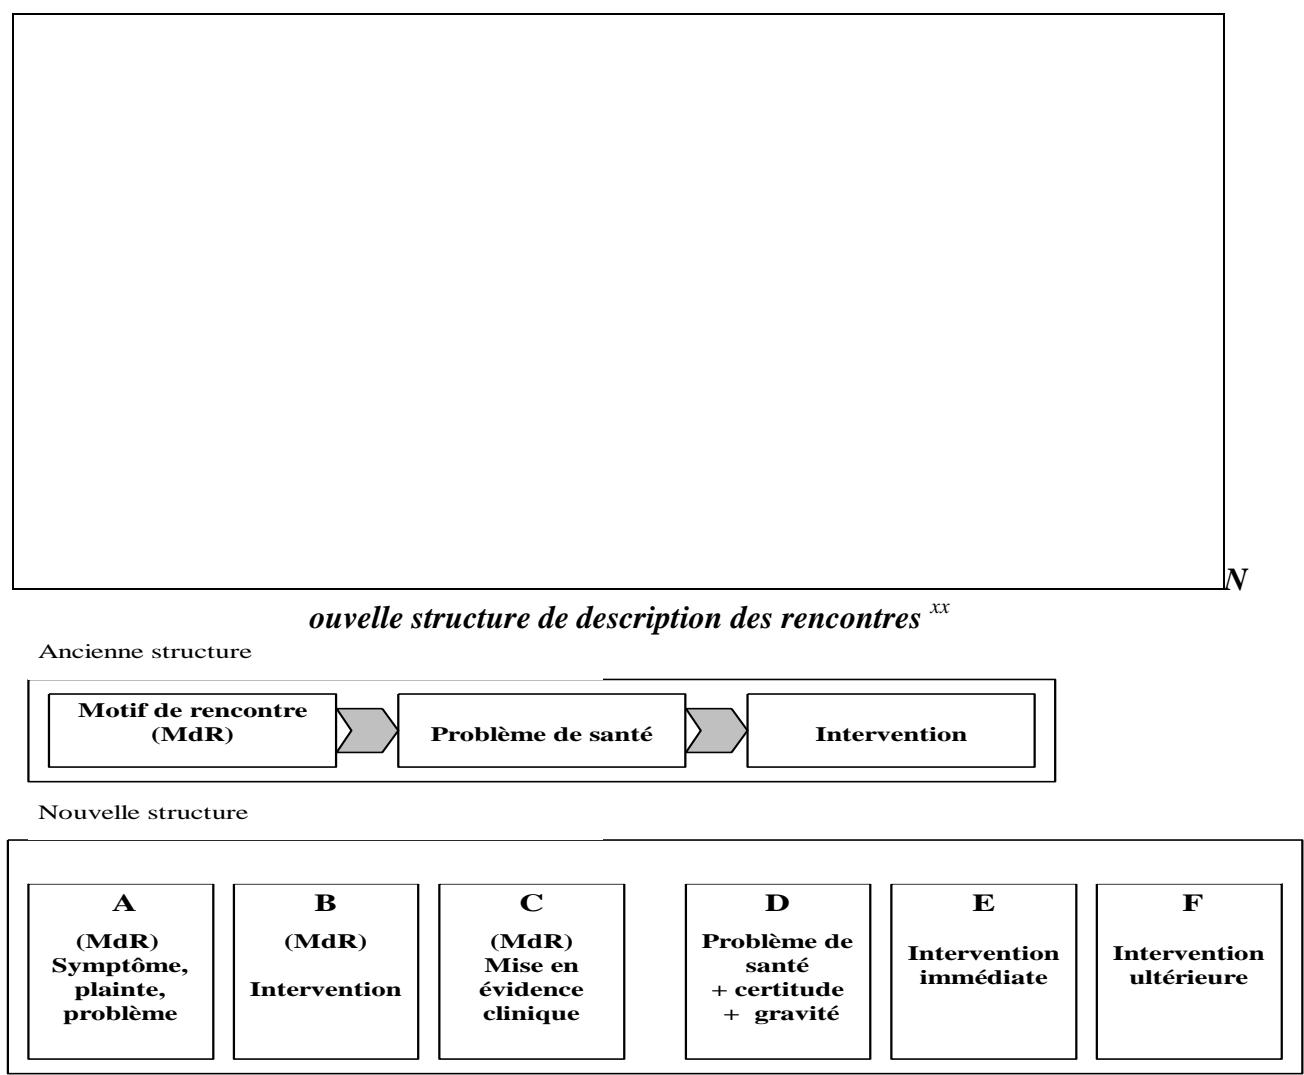 N
ouvelle structure de description des rencontres xx
Ancienne structure
Motif de rencontre
(MdR)
Problème de santé
Intervention
Nouvelle structure
A
(MdR)
Symptôme,
plainte,
problème
B
(MdR)
Intervention
C
(MdR)
Mise en
évidence
clinique
D
Problème de
santé
+ certitude
+ gravité
E
Intervention
immédiate
F
Intervention
ultérieure